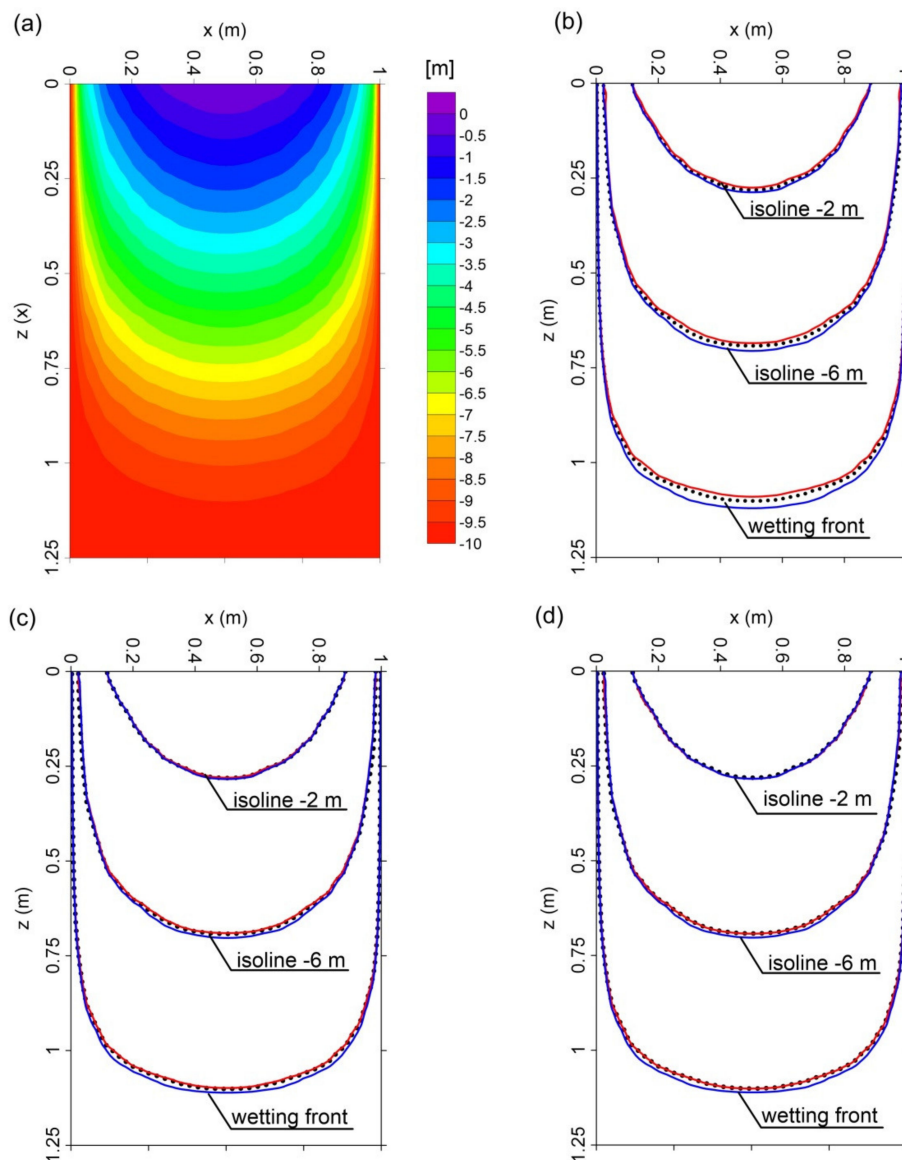 (a)
x (m)
0 0.2 0.4 0.6 0.8 1
z (x)
0
0.25
0.5
0.75
1
1.25
[m]
0
-0.5
-1
-1.5
-2
-2.5
-3
-3.5
-4
-4.5
-5
-5.5
-6
-6.5
-7
-7.5
-8
-8.5
-9
-9.5
-10
(b)
x (m)
0 0.2 0.4 0.6 0.8 1
z (m)
0
0.25
0.5
0.75
1
1.25
isoline -2 m
isoline -6 m
wetting front
(c)
x (m)
0 0.2 0.4 0.6 0.8 1
z (m)
0
0.25
0.5
0.75
1
1.25
isoline -2 m
isoline -6 m
wetting front
(d)
x (m)
0 0.2 0.4 0.6 0.8 1
z (m)
0
0.25
0.5
0.75
1
1.25
isoline -2 m
isoline -6 m
wetting front